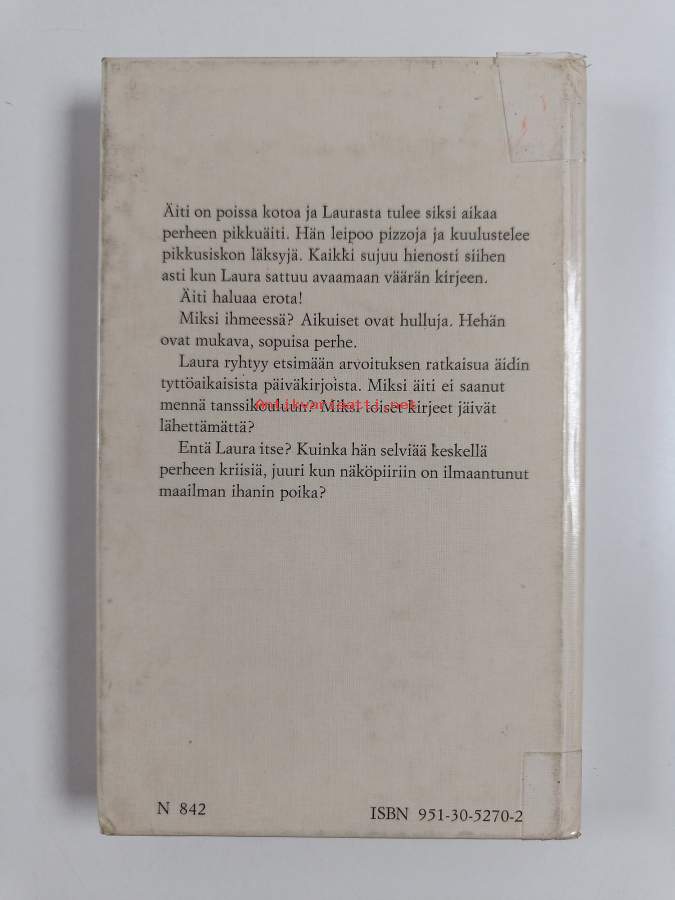 Äiti on poissa kotoa ja Laurasta tulee siksi aikaa
perheen pikkuäiti. Hän leipoo pizzoja ja kuulustelee
pikkusiskon läksyjä. Kaikki sujuu hienosti siihen
asti kun Laura sattuu avaamaan väärän kirjeen.
Äiti haluaa erota!
Miksi ihmeessä? Aikuiset ovat hulluja. Hehän
ovat mukava, sopuisa perhe.
Laura ryhtyy etsimään arvoituksen ratkaisua äidin
tyttöaikaisista päiväkirjoista. Miksi äiti ei saanut
mennä tanssikouluun? Miksi toiset kirjeet jäivät
Antikvariaatti.net
lähettämättä?
Entä Laura itse? Kuinka hän selviää keskellä
perheen kriisiä, juuri kun näköpiiriin on ilmaantunut
maailman ihanin poika?
N 842
ISBN 951-30-5270-2